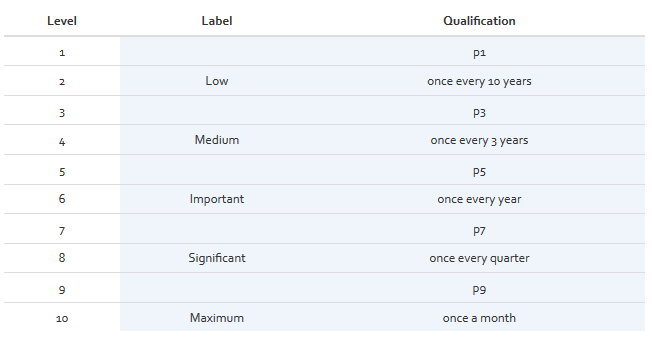 Level Label Qualification
1 p1
2 Low once every 10 years
3 p3
4 Medium once every 3 years
5 p5
6 Important once every year
7 p7
8 Significant once every quarter
9 p9
10 Maximum once a month